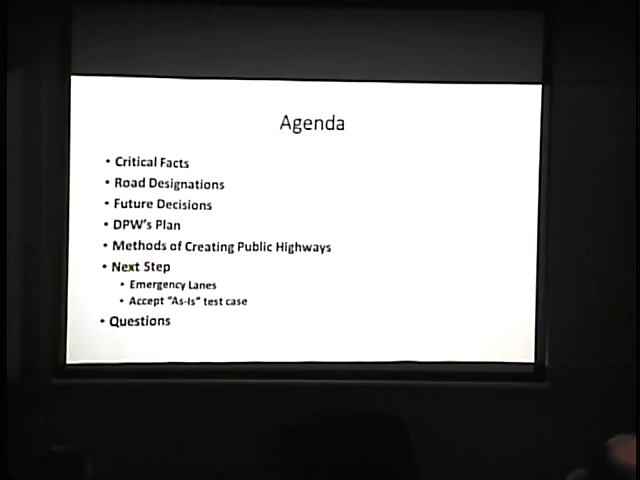 Agenda
• Critical Facts
• Road Designations
• Future Decisions
• DPW's Plan
• Methods of Creating Public Highways
• Next Step
• Emergency Lanes
• Accept "As-Is" test case
• Questions